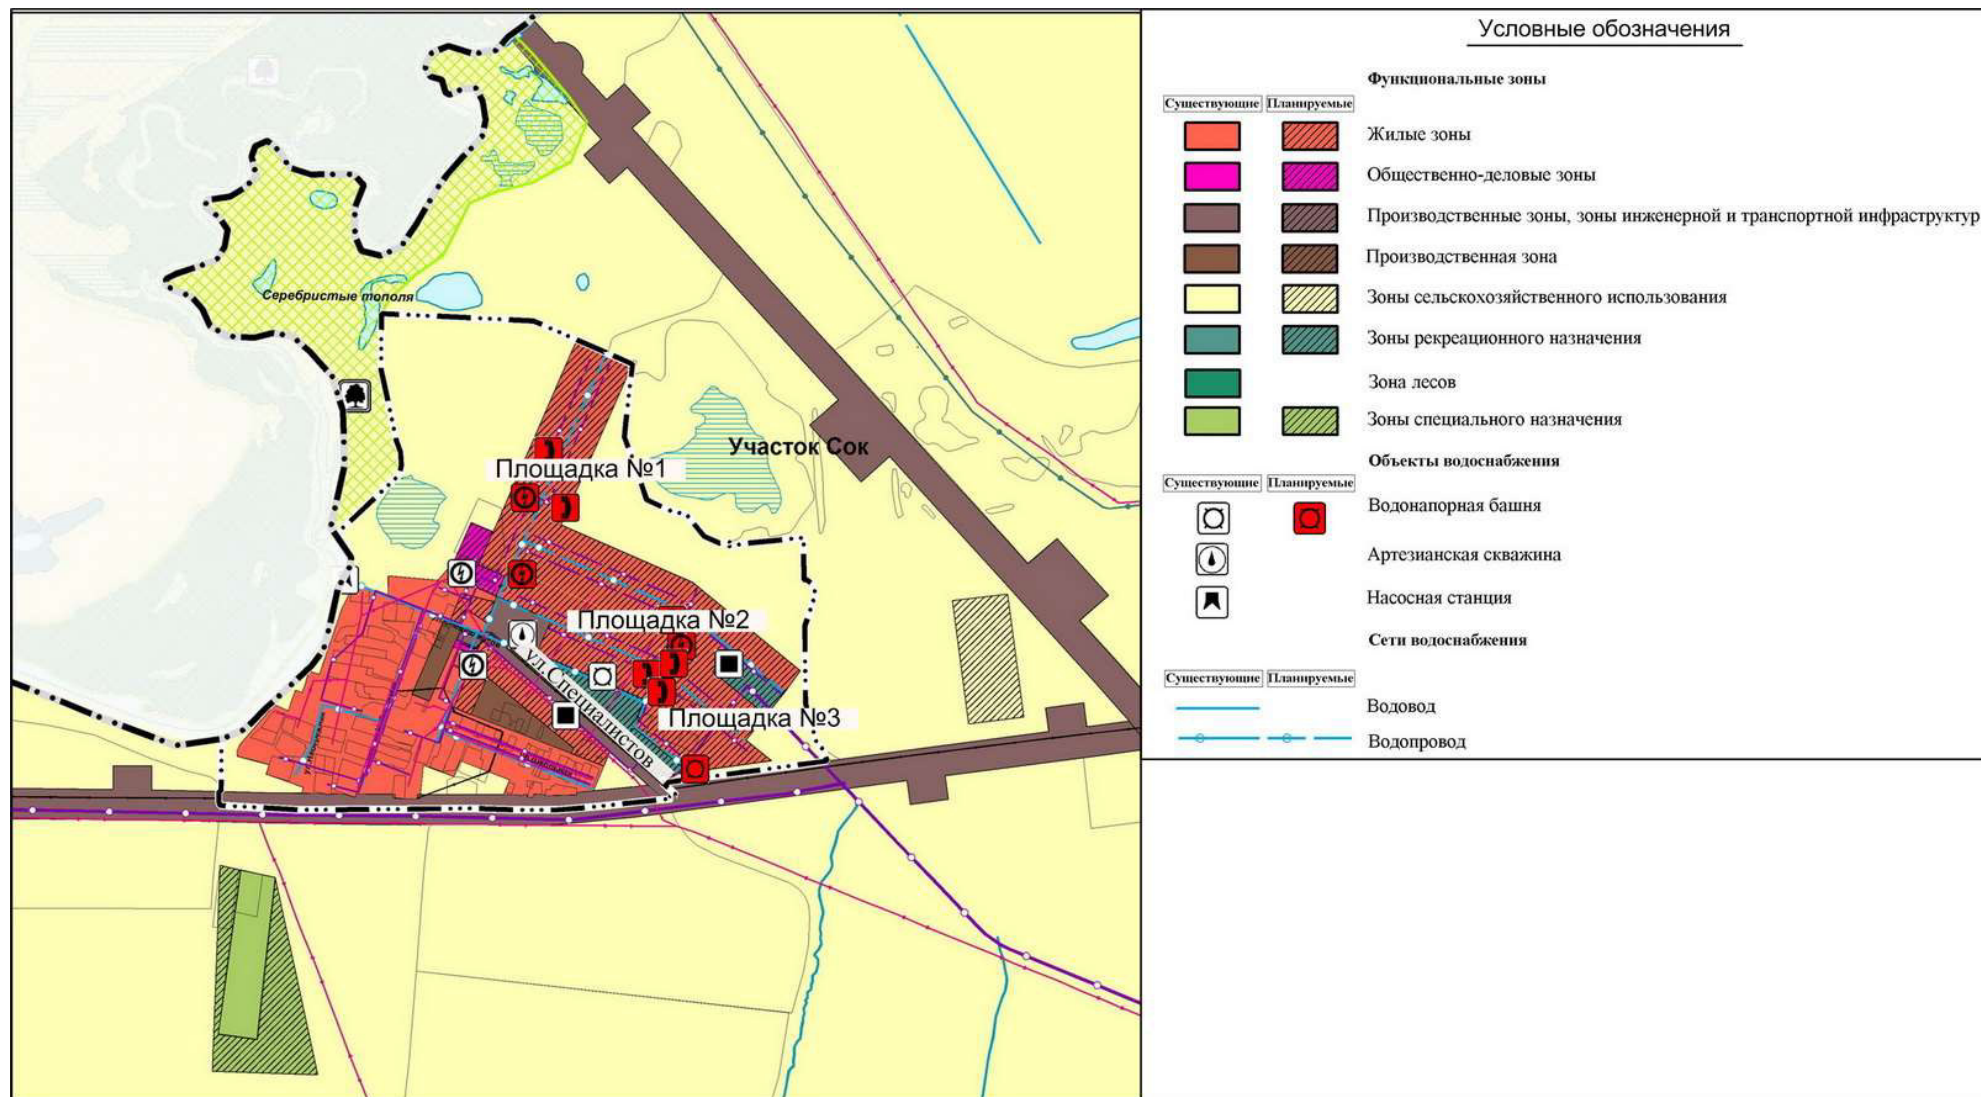 Серебристые тополя
Участок Сок
Площадка №1
Площадка №2
ул.Специалистов
Площадка №3
Условные обозначения
Функциональные зоны
Существующие Планируемые
Жилые зоны
Общественно-деловые зоны
Производственные зоны, зоны инженерной и транспортной инфраструктур
Производственная зона
Зоны сельскохозяйственного использования
Зоны рекреационного назначения
Зона лесов
Зоны специального назначения
Объекты водоснабжения
Существующие Планируемые
Водонапорная башня
Артезианская скважина
Насосная станция
Сети водоснабжения
Существующие Планируемые
Водовод
Водопровод